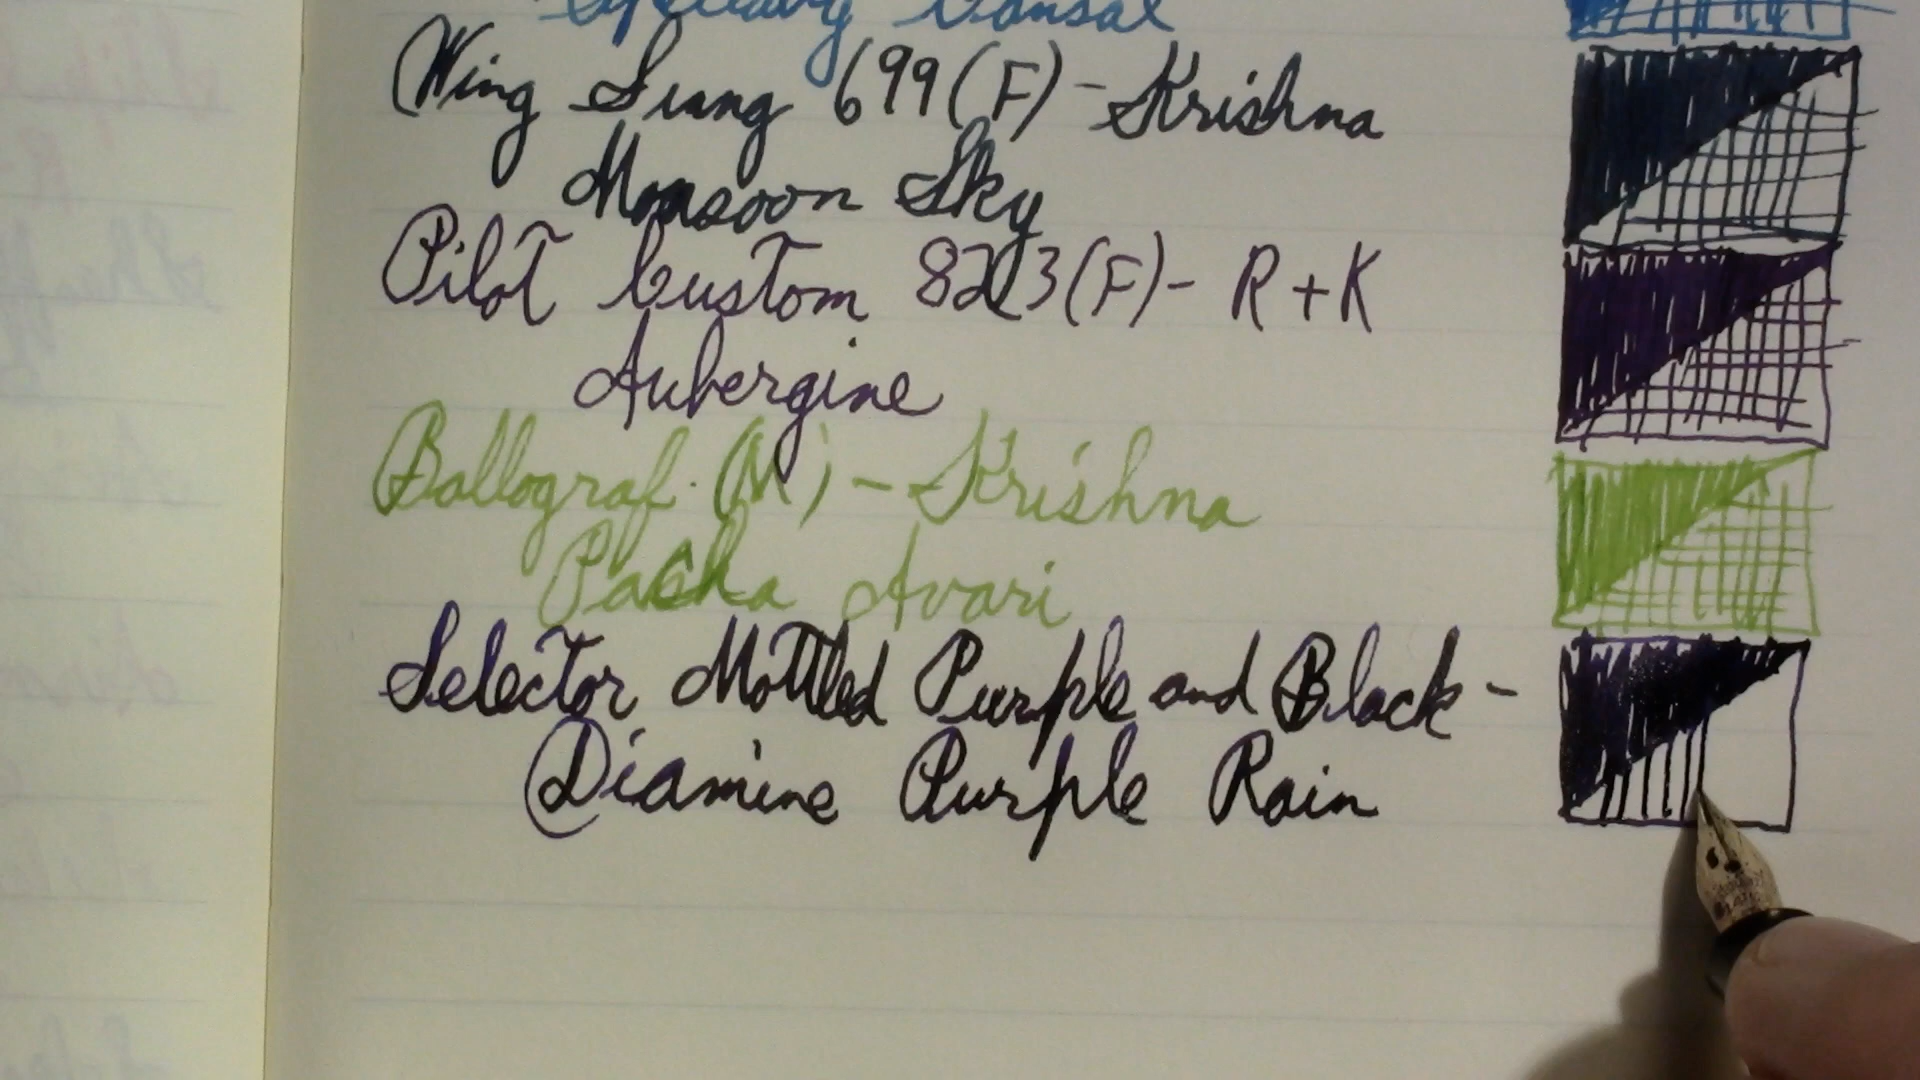 Wing Sung 699 (F) - Krishna
Monsoon Sky
Pilot Custom 823 (F) - R + K
Aubergine
Ballograf (M) - Krishna
Pacha Avari
Selector Mottled Purple and Black -
Diamine Purple Rain